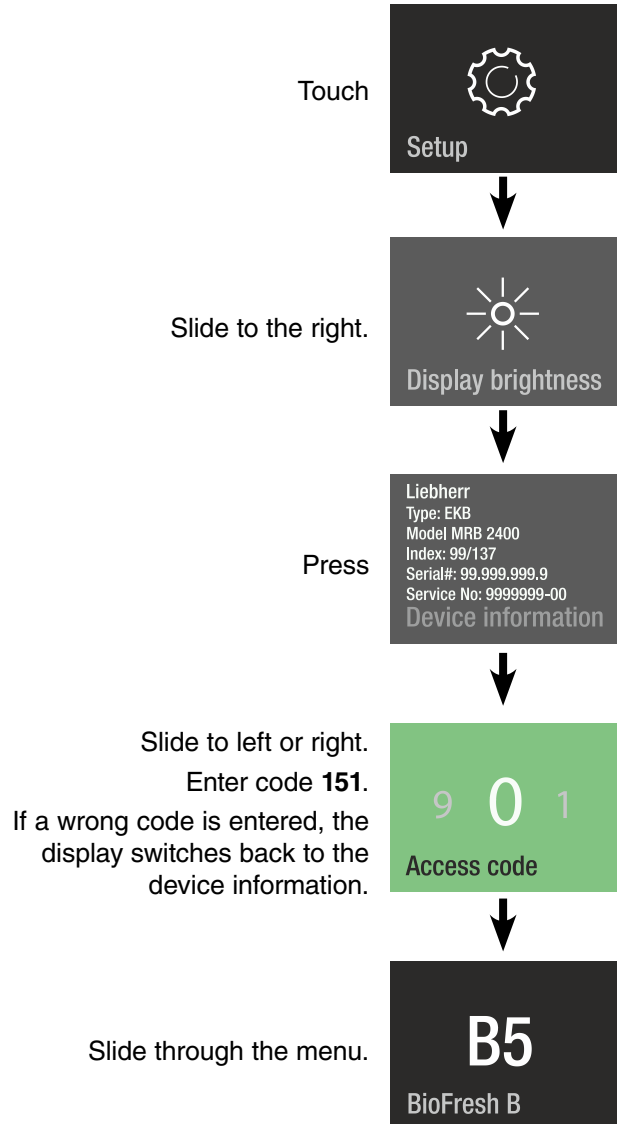 Touch
Setup
Slide to the right.
Display brightness
Press
Liebherr
Type: EKB
Model MRB 2400
Index: 99/137
Serial#: 99.999.999.9
Service No: 9999999-00
Device information
Slide to left or right.
Enter code 151.
If a wrong code is entered, the
display switches back to the
device information.
9 0 1
Access code
Slide through the menu.
B5
BioFresh B